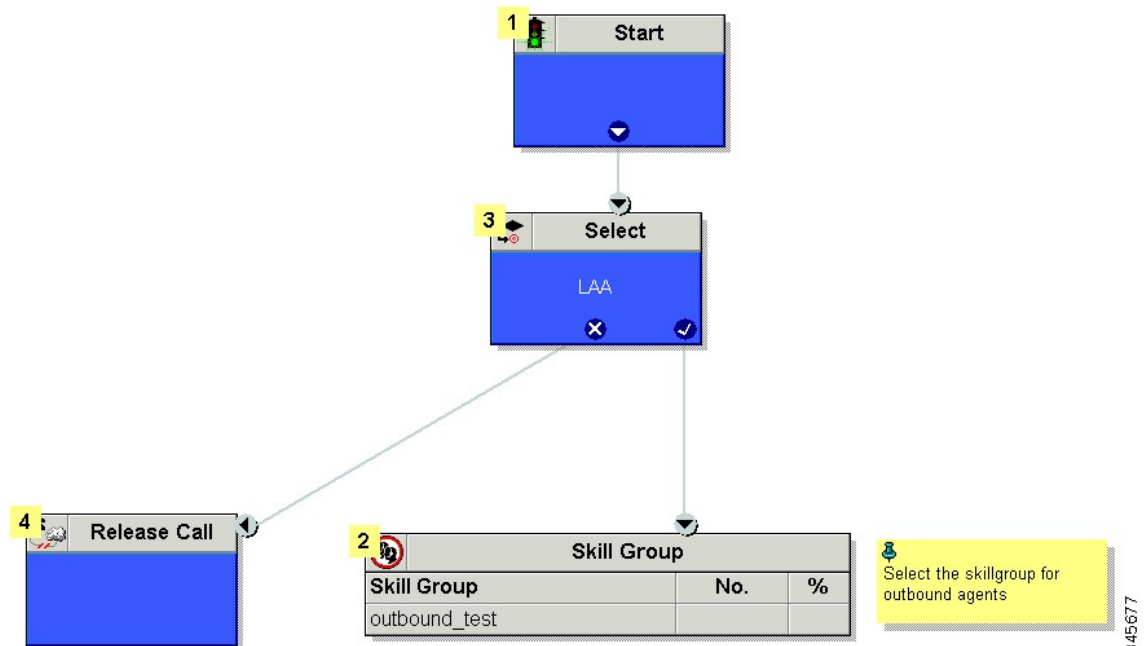 1
Start
3
Select
LAA
4
Release Call
2
Skill Group
Skill Group No. %
outbound_test
Select the skillgroup for
outbound agents
345677